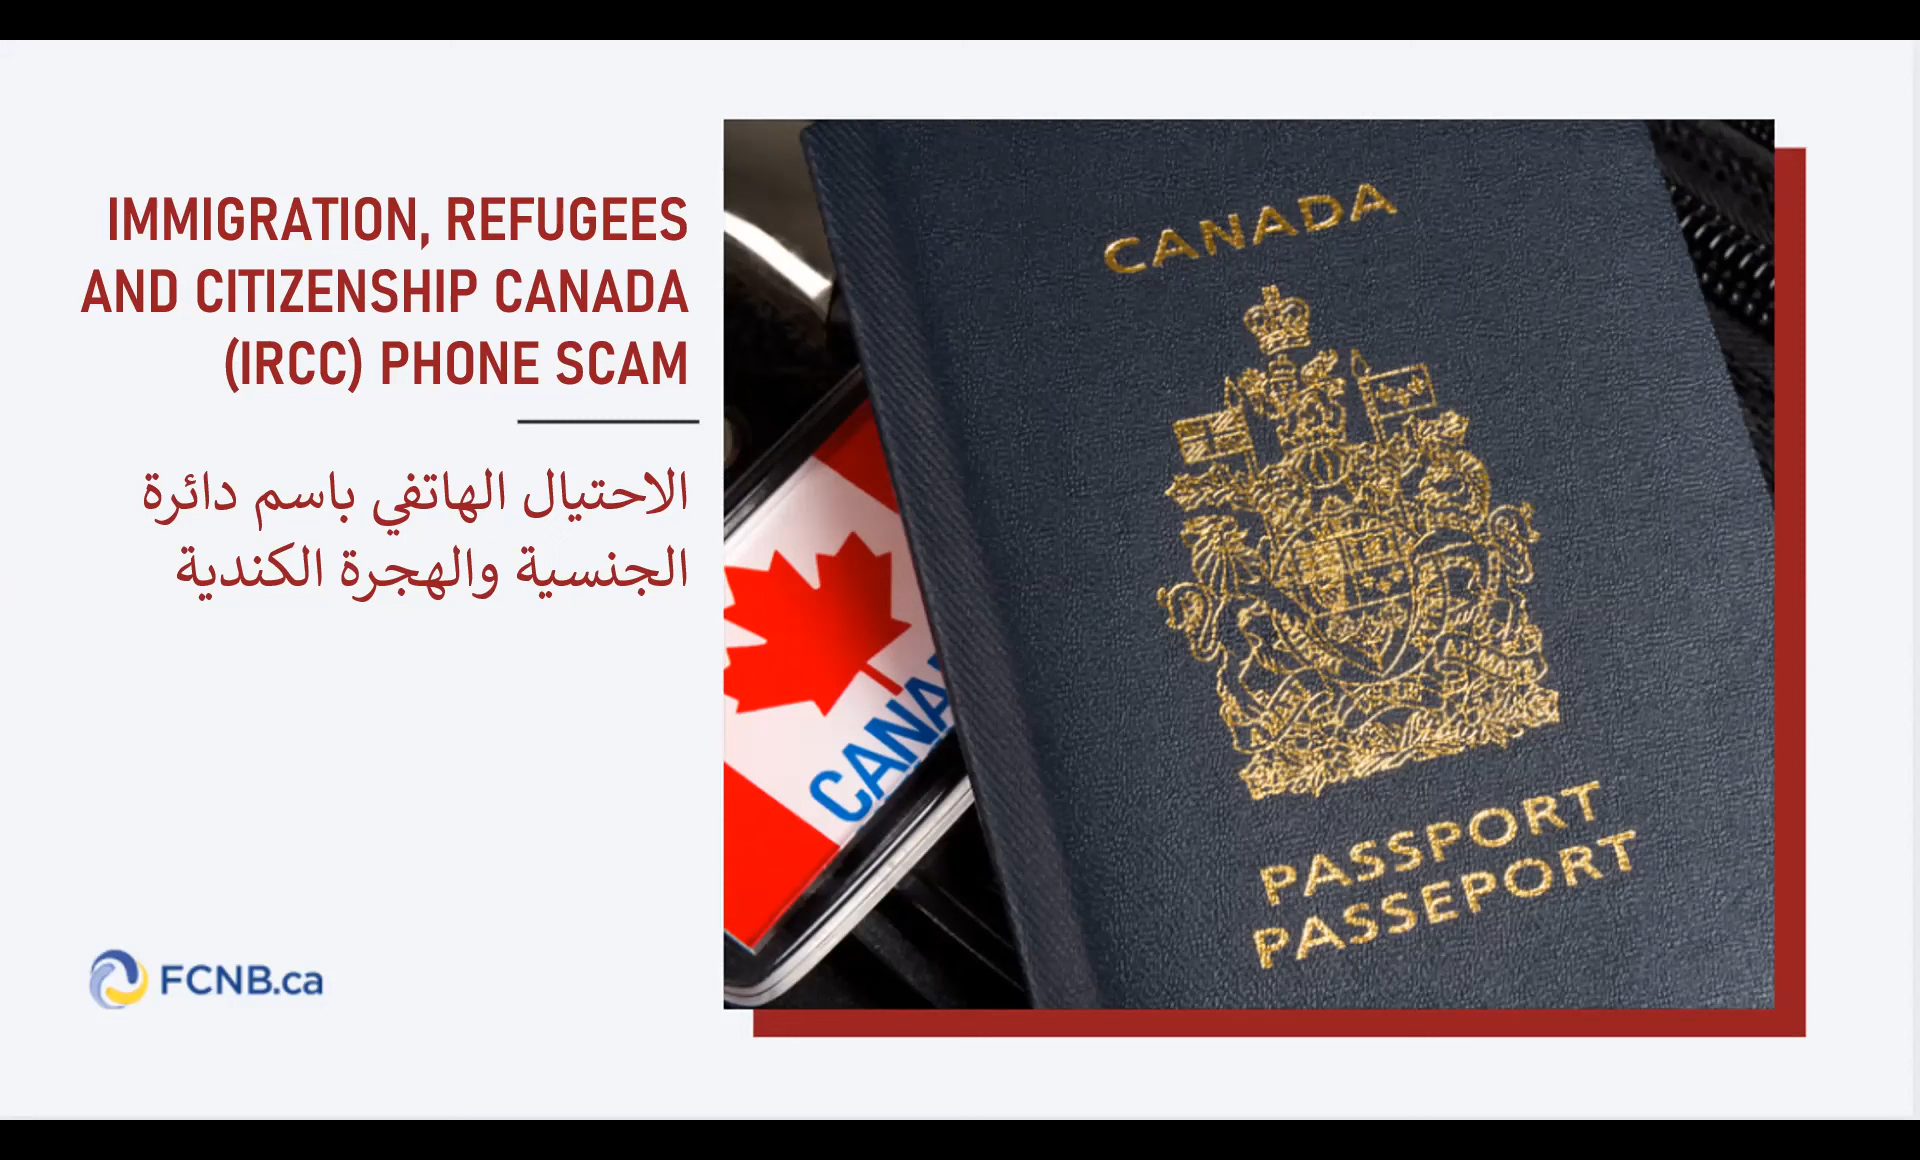 IMMIGRATION, REFUGEES
AND CITIZENSHIP CANADA
(IRCC) PHONE SCAM
الاحتيال الهاتفي باسم دائرة
الجنسية والهجرة الكندية
FCNB.ca
CANADA
PASSPORT
PASSEPORT